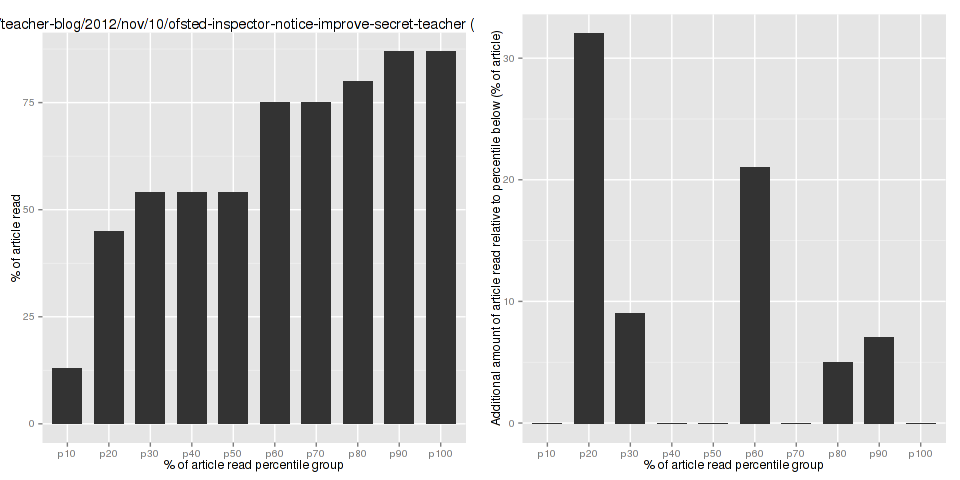 /teacher-blog/2012/nov/10/ofsted-inspector-notice-improve-secret-teacher (
% of article read
75
50
25
0
p10 p20 p30 p40 p50 p60 p70 p80 p90 p100
% of article read percentile group
Additional amount of article read relative to percentile below (% of article)
30
20
10
0
p10 p20 p30 p40 p50 p60 p70 p80 p90 p100
% of article read percentile group